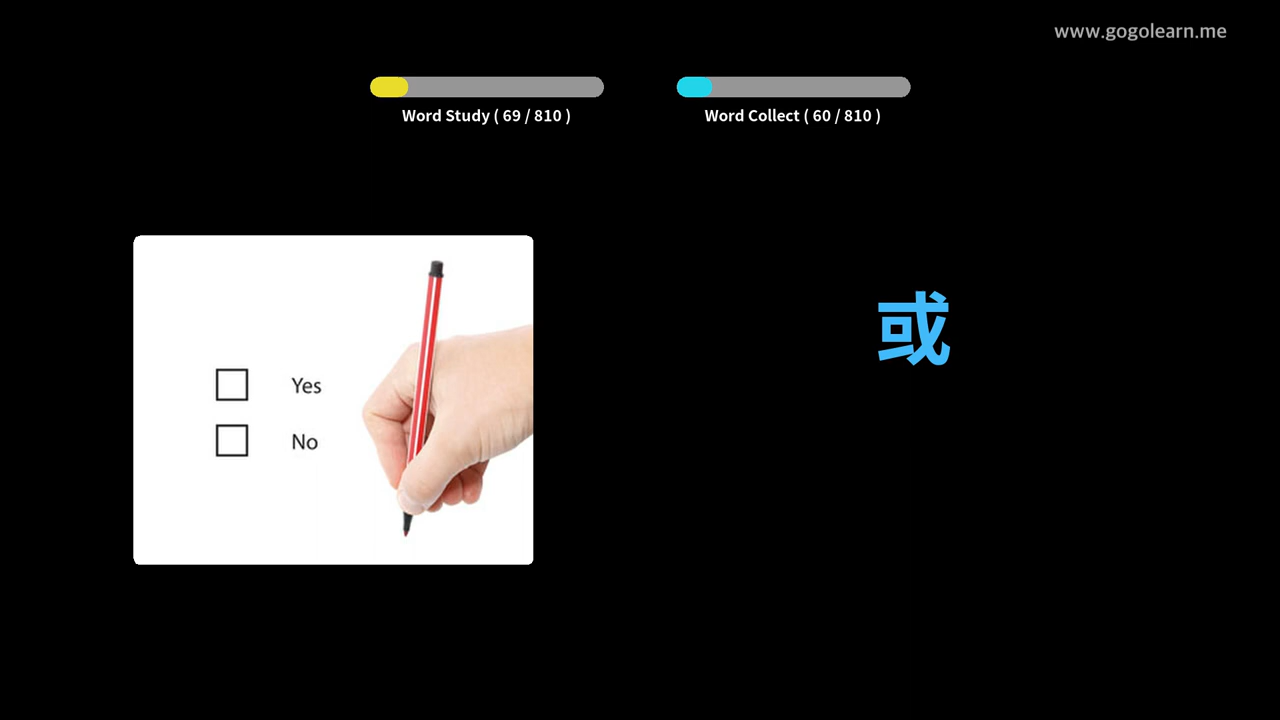 www.gogolearn.me
Word Study ( 69 / 810 )
Word Collect ( 60 / 810 )
或
Yes
No